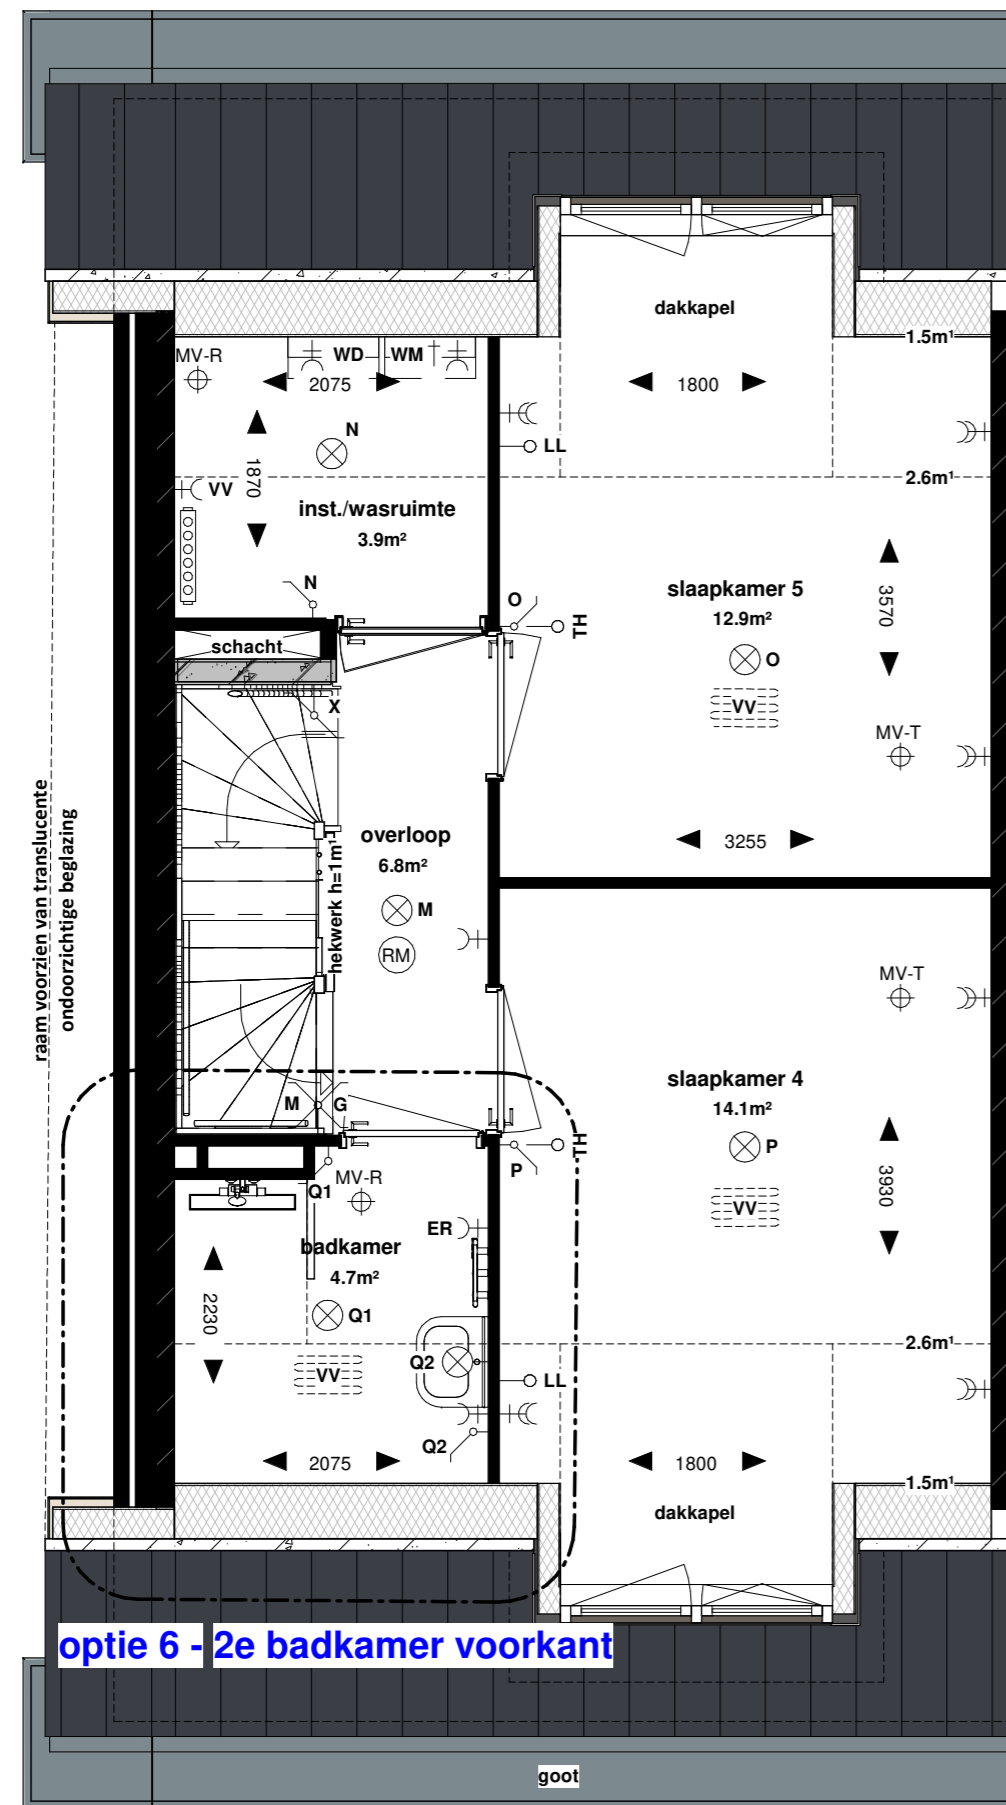 dakkapel
1.5m¹
MV-R
WD
WM
2075
1800
N
LL
1870
VV
2.6m¹
inst./wasruimte
3.9m²
N
slaapkamer 5
12.9m²
3570
O
TH
schacht
O
VV
X
MV-T
raam voorzien van translucente
ondoorzichtige beglazing
overloop
6.8m²
3255
hekwerk h=1m¹
M
RM
MV-T
slaapkamer 4
14.1m²
M
G
P
TH
P
3930
Q1
MV-R
VV
ER
badkamer
4.7m²
2230
Q1
2.6m¹
Q2
VV
LL
Q2
2075
1800
1.5m¹
dakkapel
optie 6 - 2e badkamer voorkant
goot